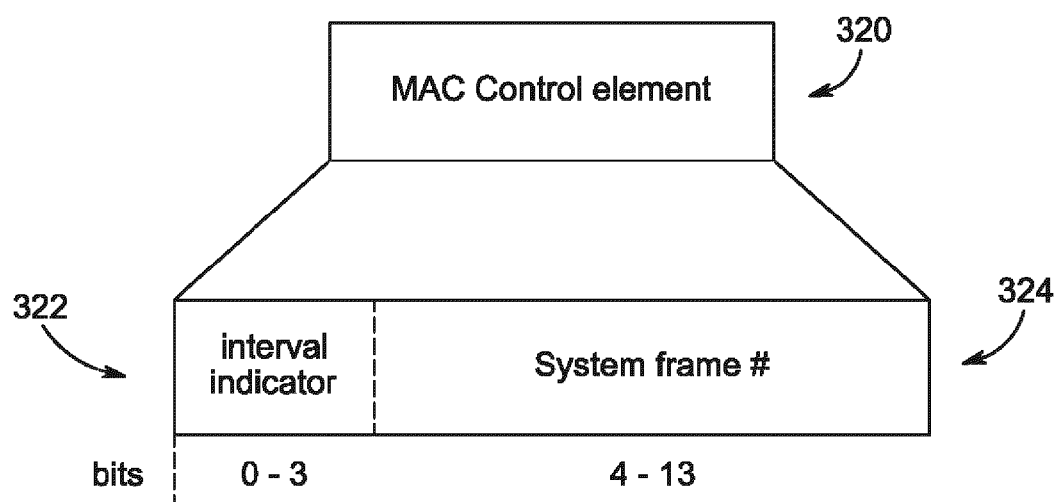 320
MAC Control element
322
324
interval
indicator
System frame #
bits
0 - 3
4 - 13